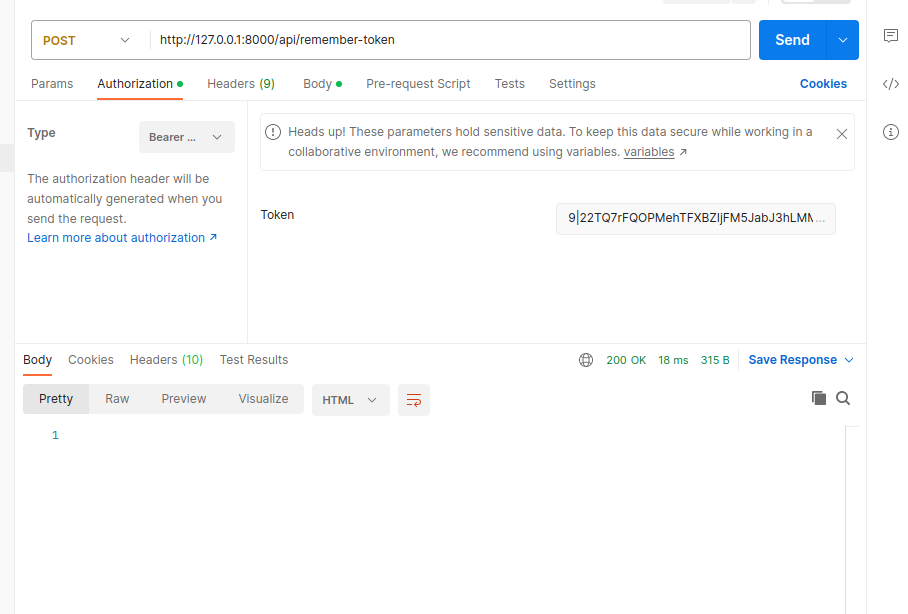 POST http://127.0.0.1:8000/api/remember-token Send
Params Authorization Headers (9) Body Pre-request Script Tests Settings Cookies
Type Bearer ...
The authorization header will be
automatically generated when you
send the request.
Learn more about authorization ↗
Heads up! These parameters hold sensitive data. To keep this data secure while working in a
collaborative environment, we recommend using variables. variables ↗
Token
Body Cookies Headers (10) Test Results 200 OK 18 ms 315 B Save Response
Pretty Raw Preview Visualize HTML
1